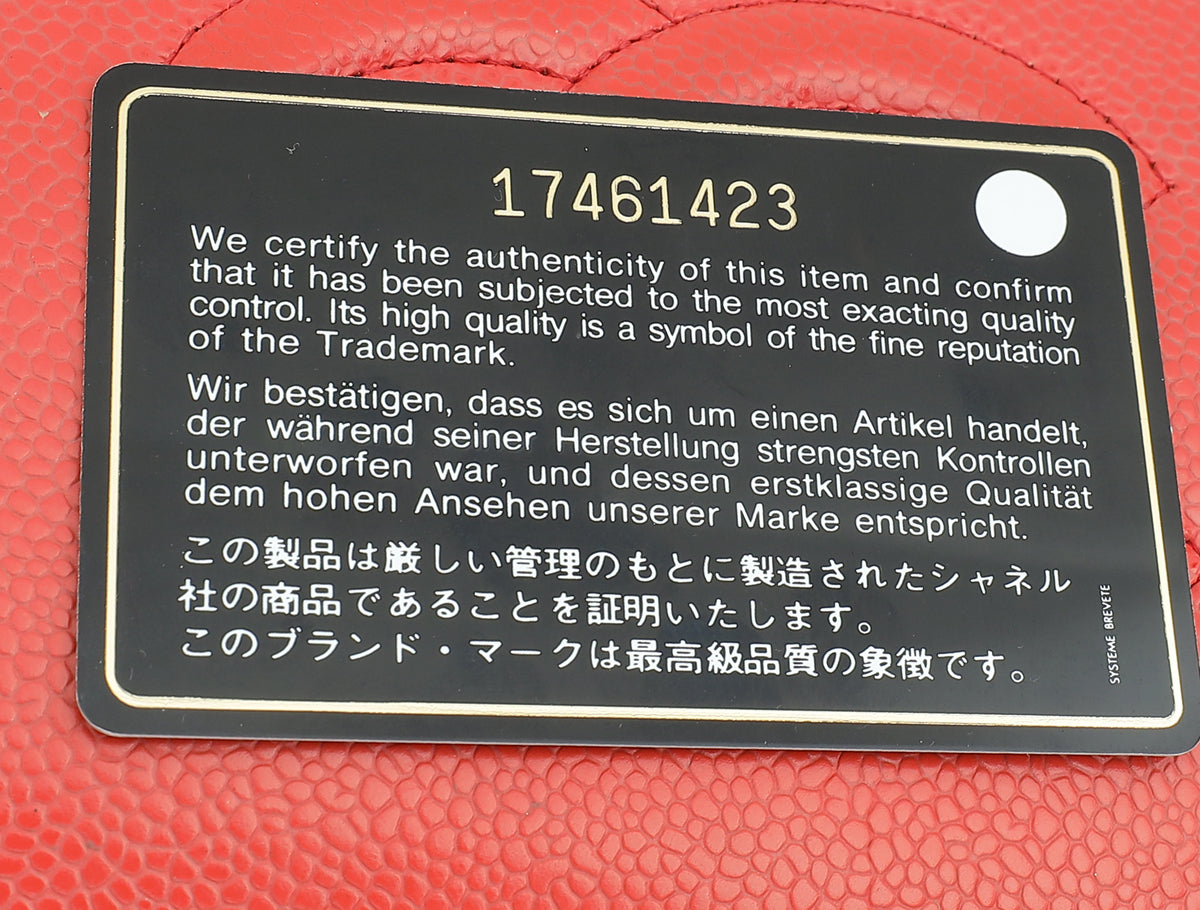 17461423
We certify the authenticity of this item and confirm
that it has been subjected to the most exacting quality
control. Its high quality is a symbol of the fine reputation
of the Trademark.
Wir bestätigen, dass es sich um einen Artikel handelt,
der während seiner Herstellung strengsten Kontrollen
unterworfen war, und dessen erstklassige Qualität
dem hohen Ansehen unserer Marke entspricht.
この製品は厳しい管理のもとに製造されたシャネル
社の商品であることを証明いたします。
このブランド・マークは最高級品質の象徴です。
SYSTEME BREVETE